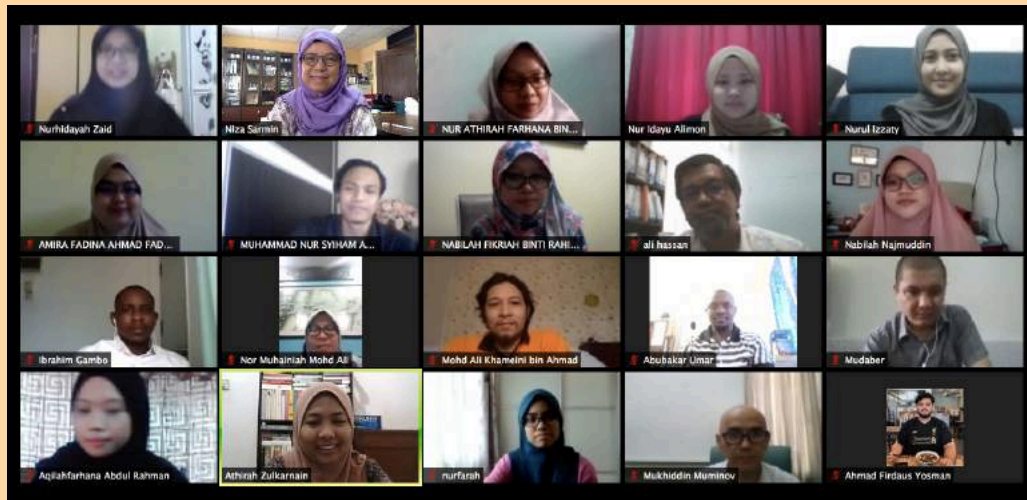 Nurhidayah Zaid
Niza Sarmin
NUR ATHIRAH FARHANA BIN...
Nur Idayu Alimon
Nurul Izzaty
AMIRA FADINA AHMAD FAD...
MUHAMMAD NUR SYIHAM A...
NABILAH FIKRIAH BINTI RAHI...
ali hassan
Nabilah Najmuddin
Ibrahim Gambo
Nor Muhainiah Mohd Ali
Mohd Ali Khameini bin Ahmad
Abubakar Umar
Mudaber
Aqilahfarhana Abdul Rahman
Athirah Zulkarnain
nurfarah
Mukhiddin Muminov
Ahmad Firdaus Yosman